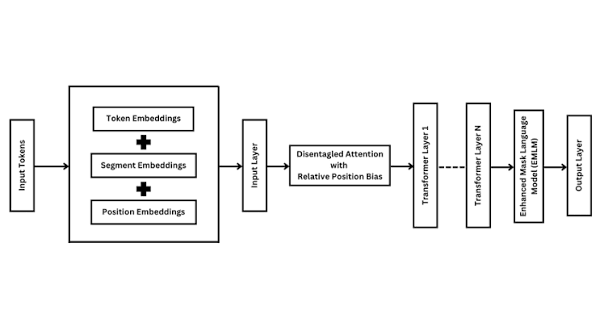 Input Tokens
Token Embeddings
Segment Embeddings
Position Embeddings
Input Layer
Disentagled Attention
with
Relative Position Bias
Transformer Layer 1
Transformer Layer N
Enhanced Mask Language
Model (EMLM)
Output Layer